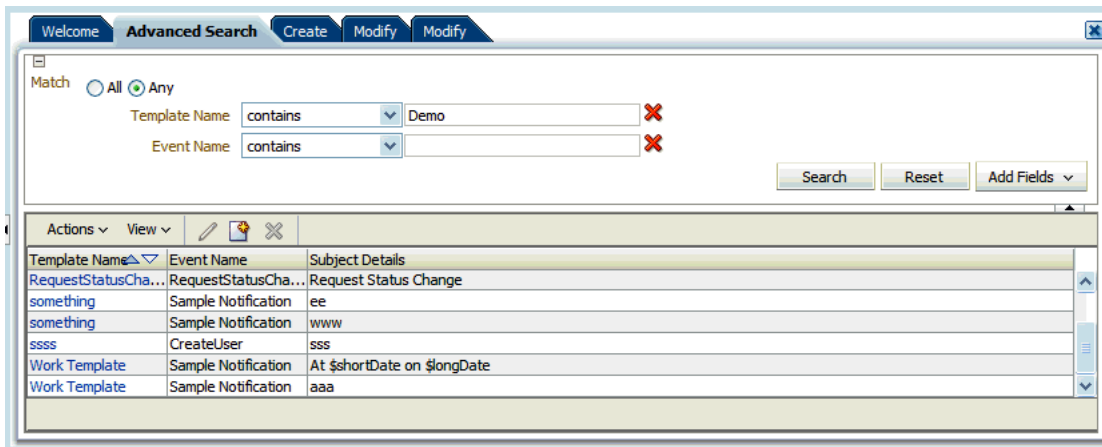 Welcome Advanced Search Create Modify Modify
Match All Any
Template Name contains Demo
Event Name contains
Search Reset Add Fields
Actions View
Template Name Event Name Subject Details
RequestStatusCha... RequestStatusCha... Request Status Change
something Sample Notification ee
something Sample Notification www
ssss CreateUser sss
Work Template Sample Notification At $shortDate on $longDate
Work Template Sample Notification aaa